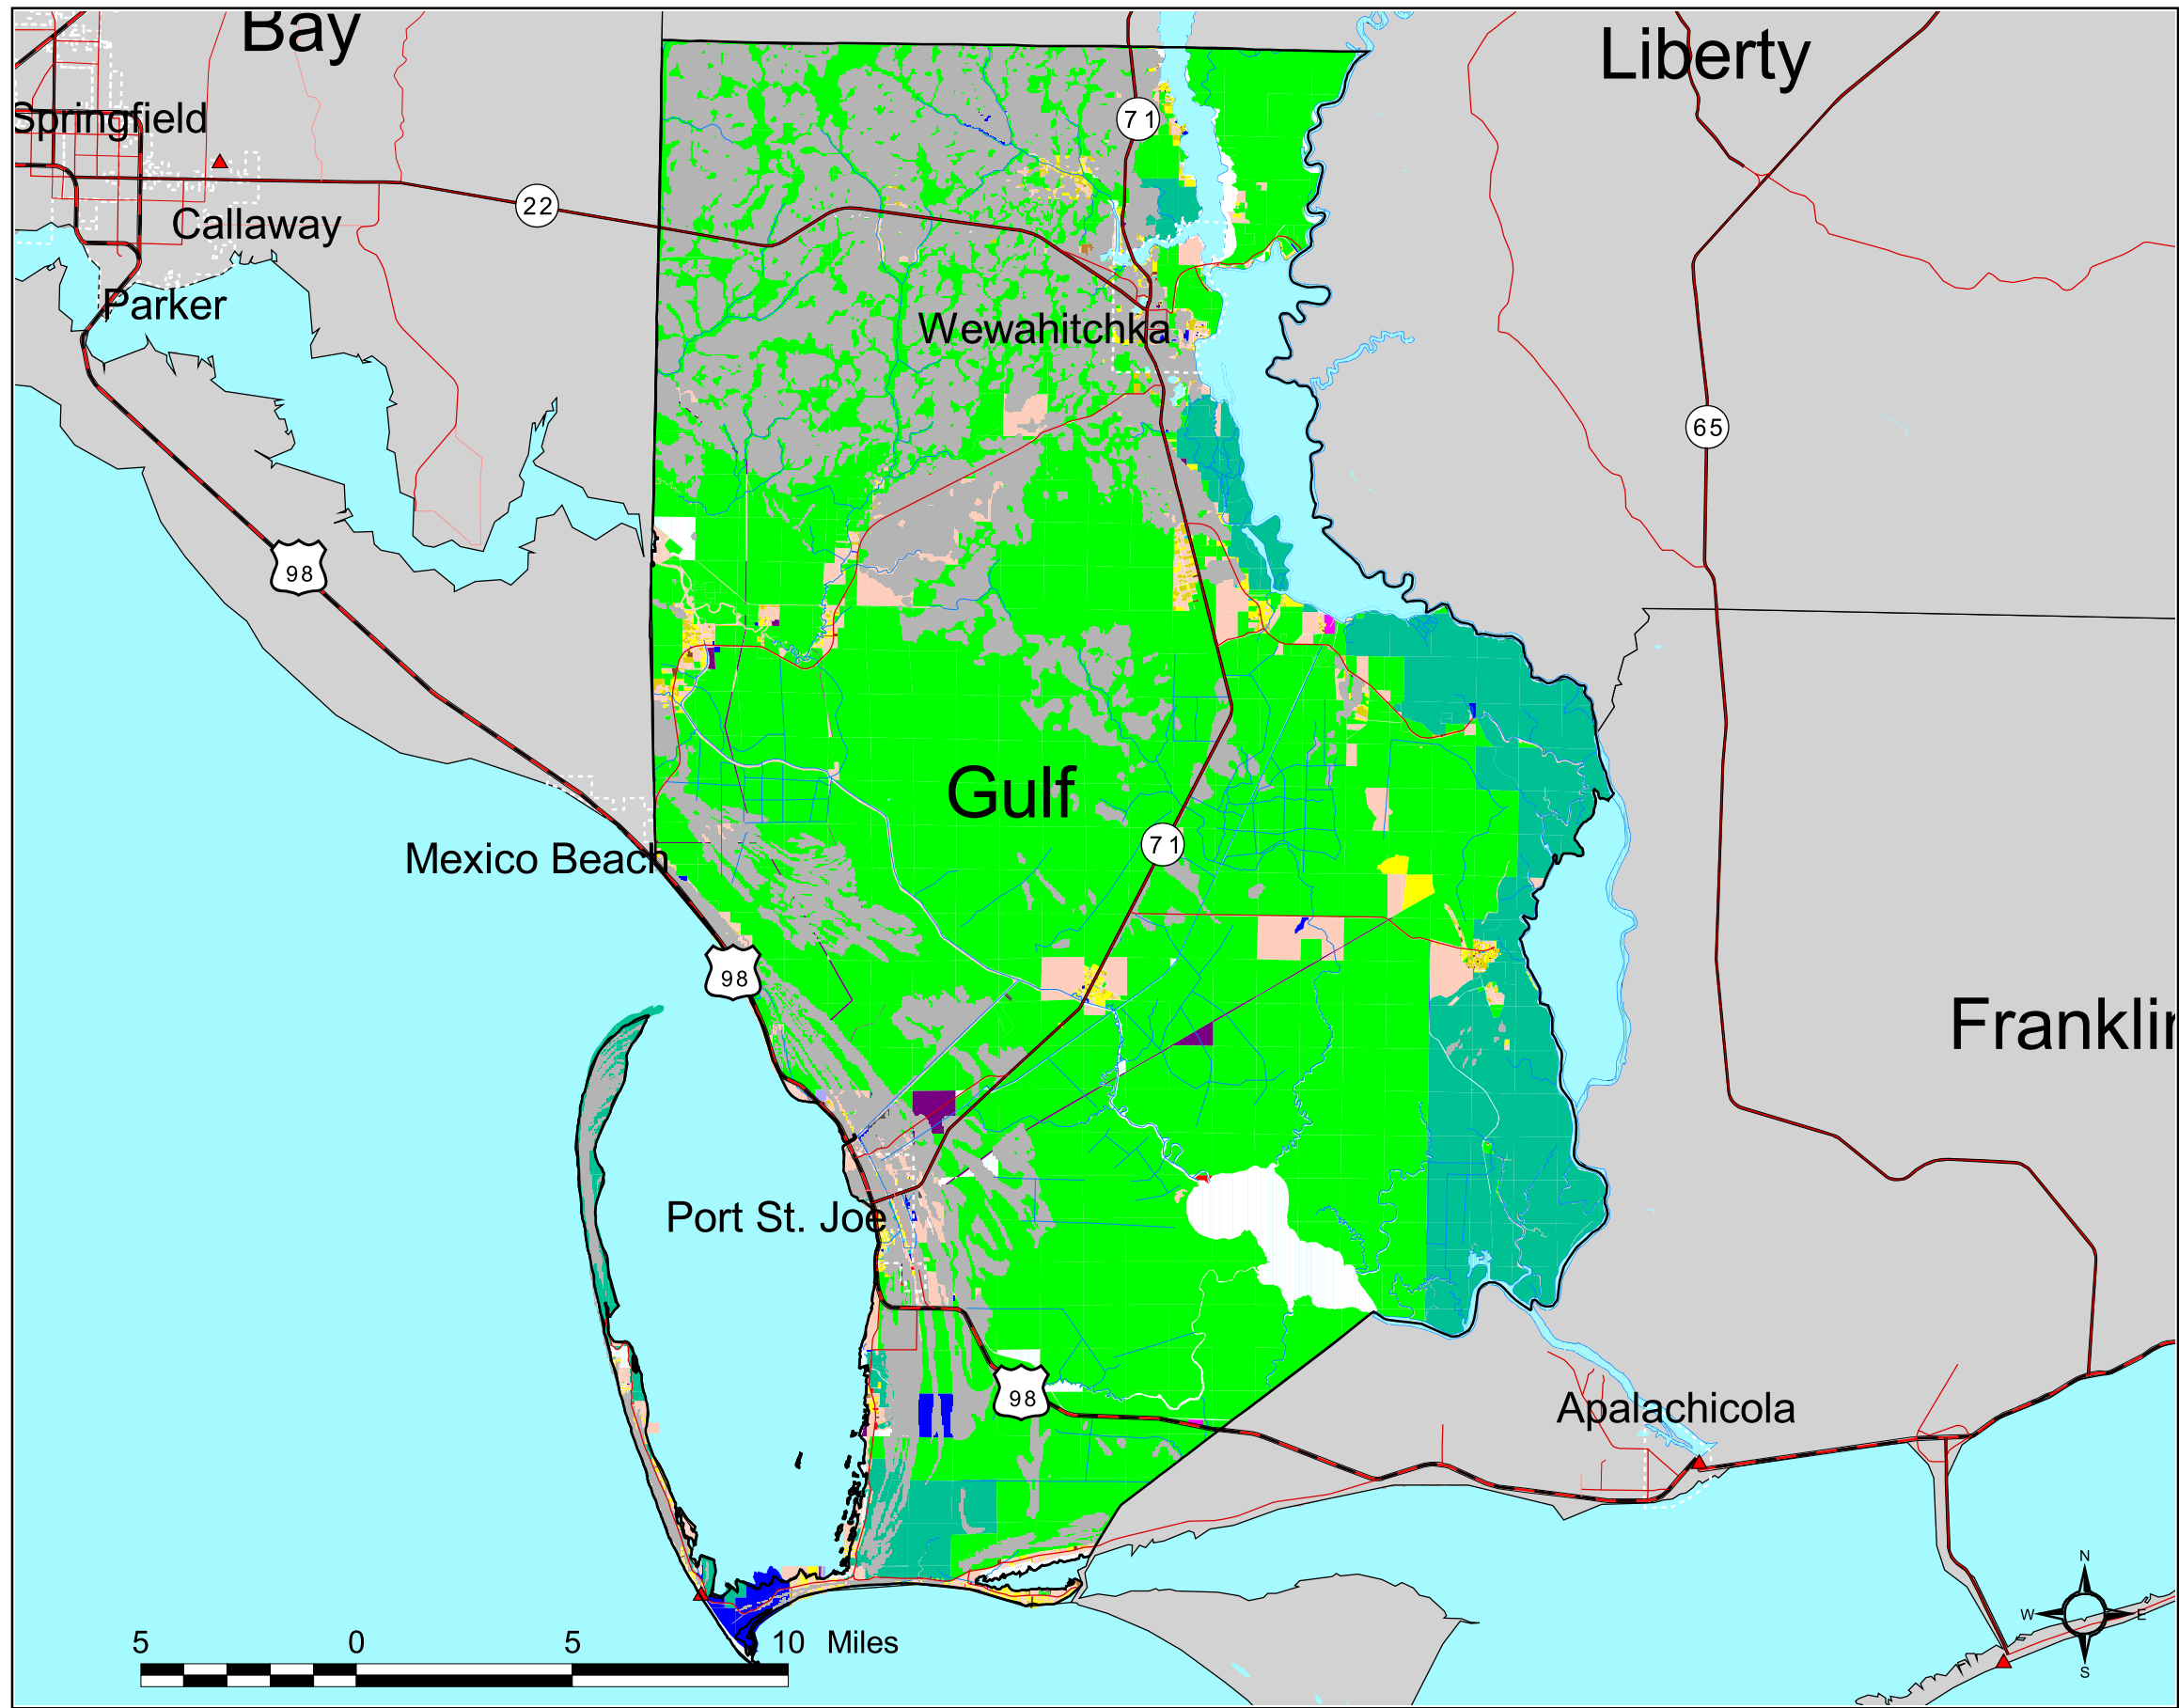 Bay
Liberty
Springfield
71
Callaway
22
Parker
Wewahitchka
65
98
Gulf
71
Mexico Beach
98
Franklin
Port St. Joe
98
Apalachicola
N
W
E
S
5 0 5 10 Miles